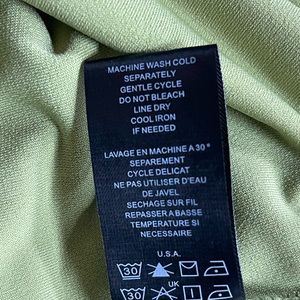 MACHINE WASH COLD
SEPARATELY
GENTLE CYCLE
DO NOT BLEACH
LINE DRY
COOL IRON
IF NEEDED
LAVAGE EN MACHINE A 30°
SEPAREMENT
CYCLE DELICAT
NE PAS UTILISER D'EAU
DE JAVEL
SECHAGE SUR FIL
REPASSER A BASSE
TEMPERATURE SI
NECESSAIRE
30
U.S.A.
30
UK